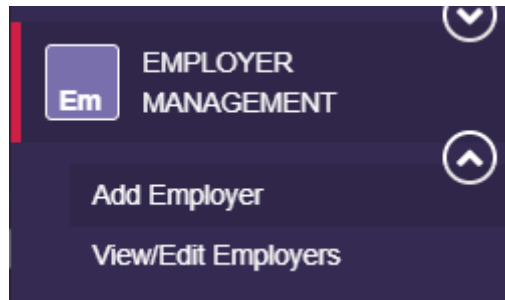 EMPLOYER
Em MANAGEMENT
Add Employer
View/Edit Employers